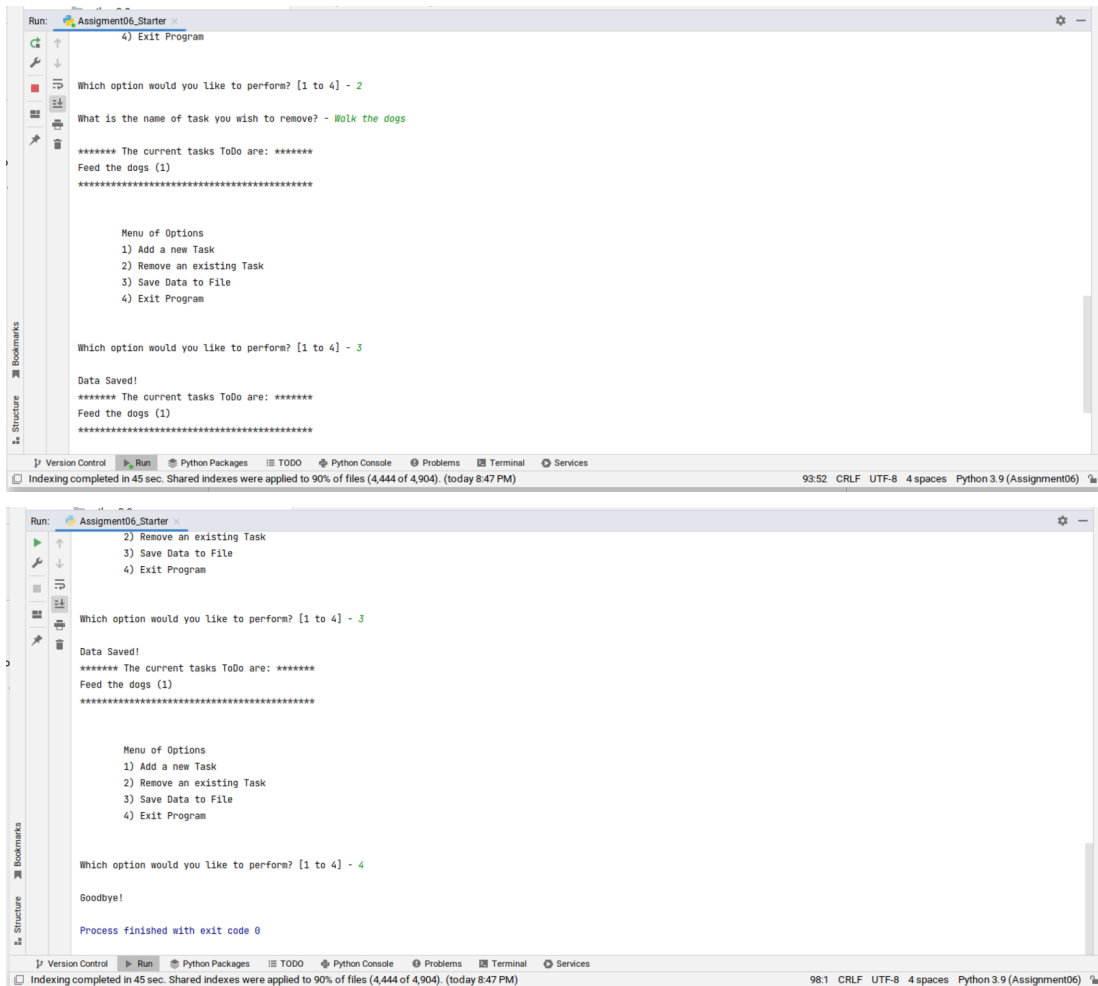 Run: Assigment06_Starter
4) Exit Program
Which option would you like to perform? [1 to 4] - 2
What is the name of task you wish to remove? - Walk the dogs
******* The current tasks ToDo are: *******
Feed the dogs (1)
*******************************************
Menu of Options
1) Add a new Task
2) Remove an existing Task
3) Save Data to File
4) Exit Program
Which option would you like to perform? [1 to 4] - 3
Data Saved!
******* The current tasks ToDo are: *******
Feed the dogs (1)
*******************************************
Bookmarks
Structure
Version Control Run Python Packages TODO Python Console Problems Terminal Services
Indexing completed in 45 sec. Shared indexes were applied to 90% of files (4,444 of 4,904). (today 8:47 PM) 93:52 CRLF UTF-8 4 spaces Python 3.9 (Assignment06)
Run: Assigment06_Starter
2) Remove an existing Task
3) Save Data to File
4) Exit Program
Which option would you like to perform? [1 to 4] - 3
Data Saved!
******* The current tasks ToDo are: *******
Feed the dogs (1)
*******************************************
Menu of Options
1) Add a new Task
2) Remove an existing Task
3) Save Data to File
4) Exit Program
Which option would you like to perform? [1 to 4] - 4
Goodbye!
Process finished with exit code 0
Bookmarks
Structure
Version Control Run Python Packages TODO Python Console Problems Terminal Services
Indexing completed in 45 sec. Shared indexes were applied to 90% of files (4,444 of 4,904). (today 8:47 PM) 98:1 CRLF UTF-8 4 spaces Python 3.9 (Assignment06)